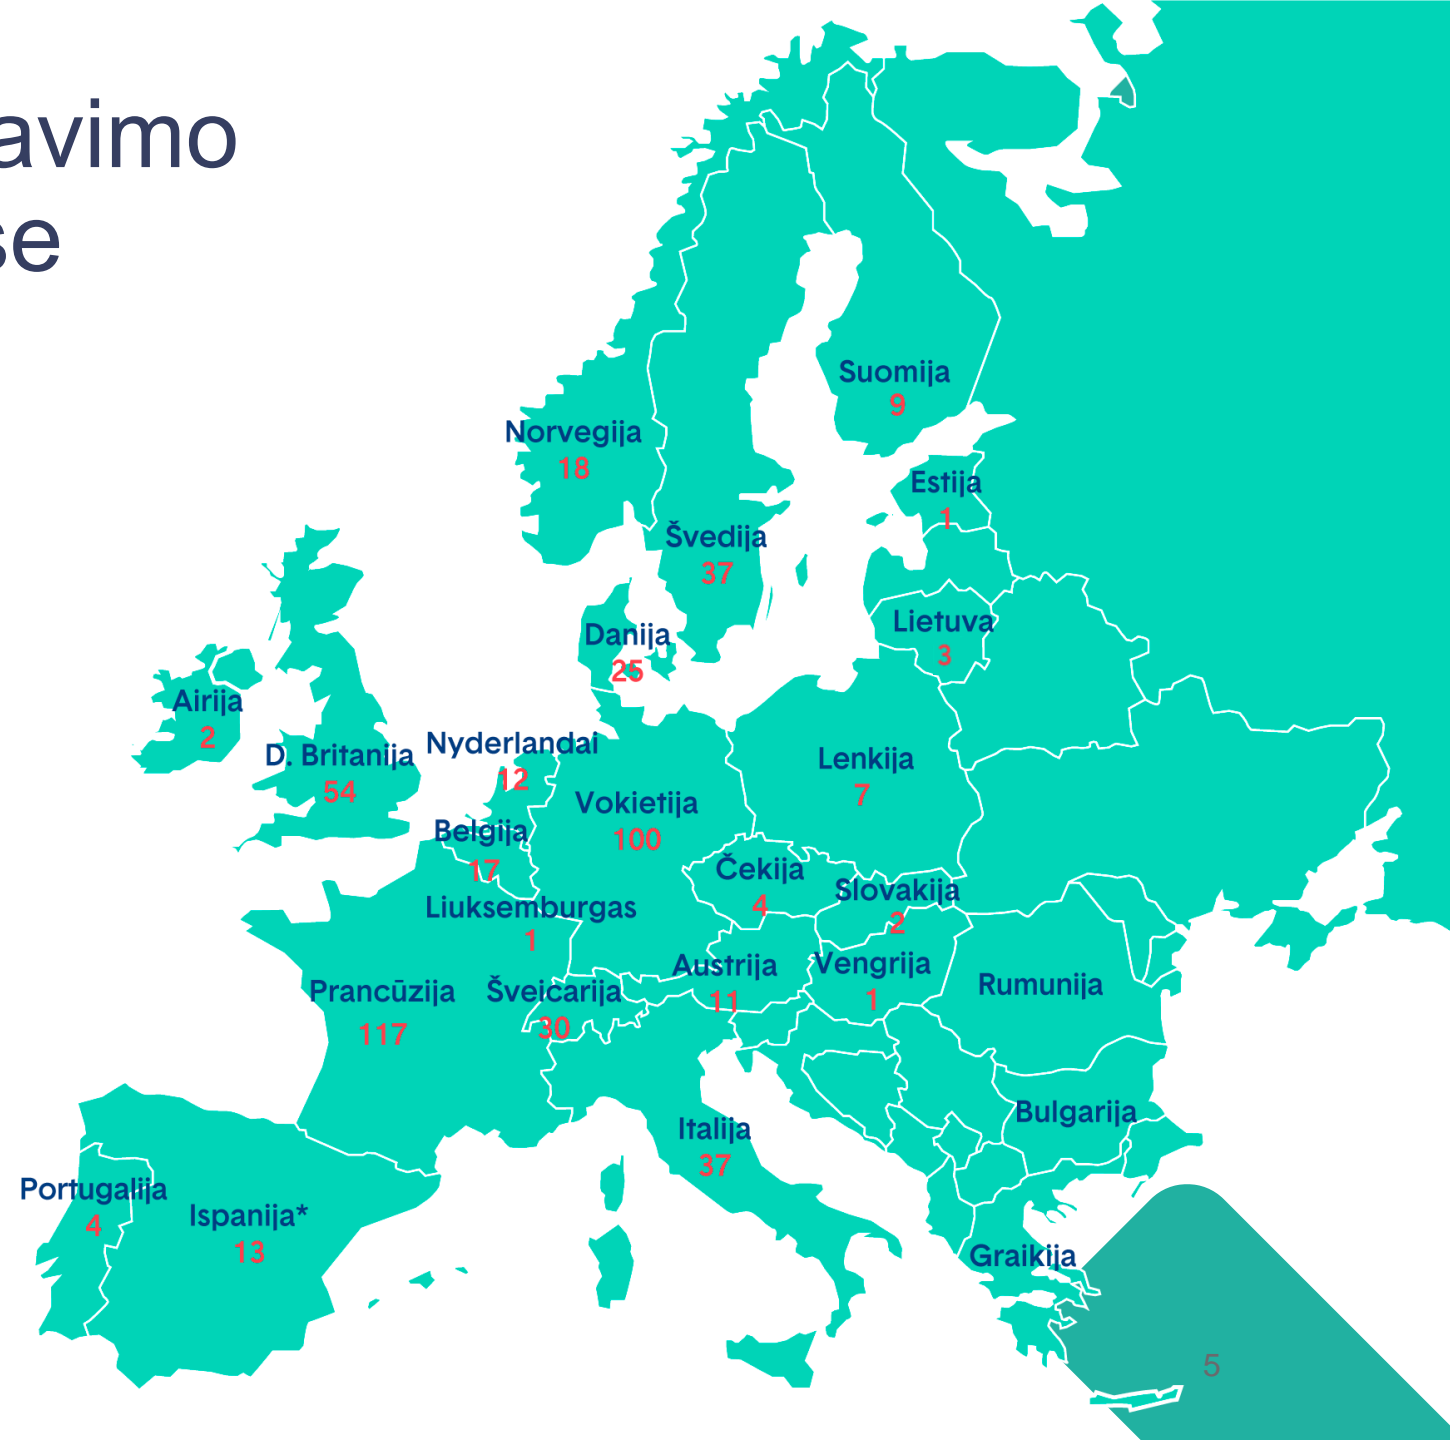 avimo
se
Suomija
9
Norvegija
18
Estija
1
Švedija
37
Lietuva
3
Danija
25
Airija
2
D. Britanija
54
Nyderlandai
12
Lenkija
7
Vokietija
100
Belgija
17
Čekija
4
Slovakija
2
Liuksemburgas
1
Austrija
11
Vengrija
1
Rumunija
Prancūzija
117
Šveicarija
30
Bulgarija
Italija
37
Portugalija
4
Ispanija*
13
Graikija
5